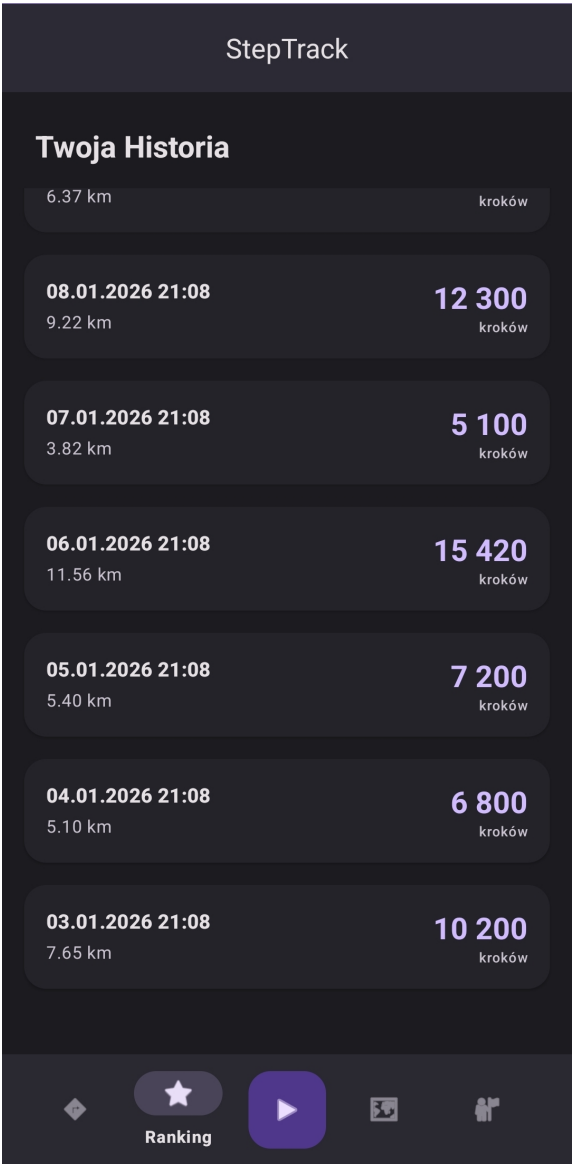 StepTrack
Twoja Historia
6.37 km
kroków
08.01.2026 21:08
12 300
9.22 km
kroków
07.01.2026 21:08
5 100
3.82 km
kroków
06.01.2026 21:08
15 420
11.56 km
kroków
05.01.2026 21:08
7 200
5.40 km
kroków
04.01.2026 21:08
6 800
5.10 km
kroków
03.01.2026 21:08
10 200
7.65 km
kroków
Ranking